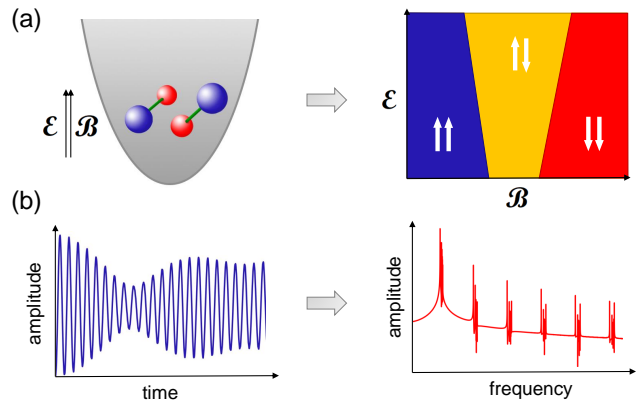 (a)
ℰ ℬ
ℰ
ℬ
(b)
amplitude
time
amplitude
frequency